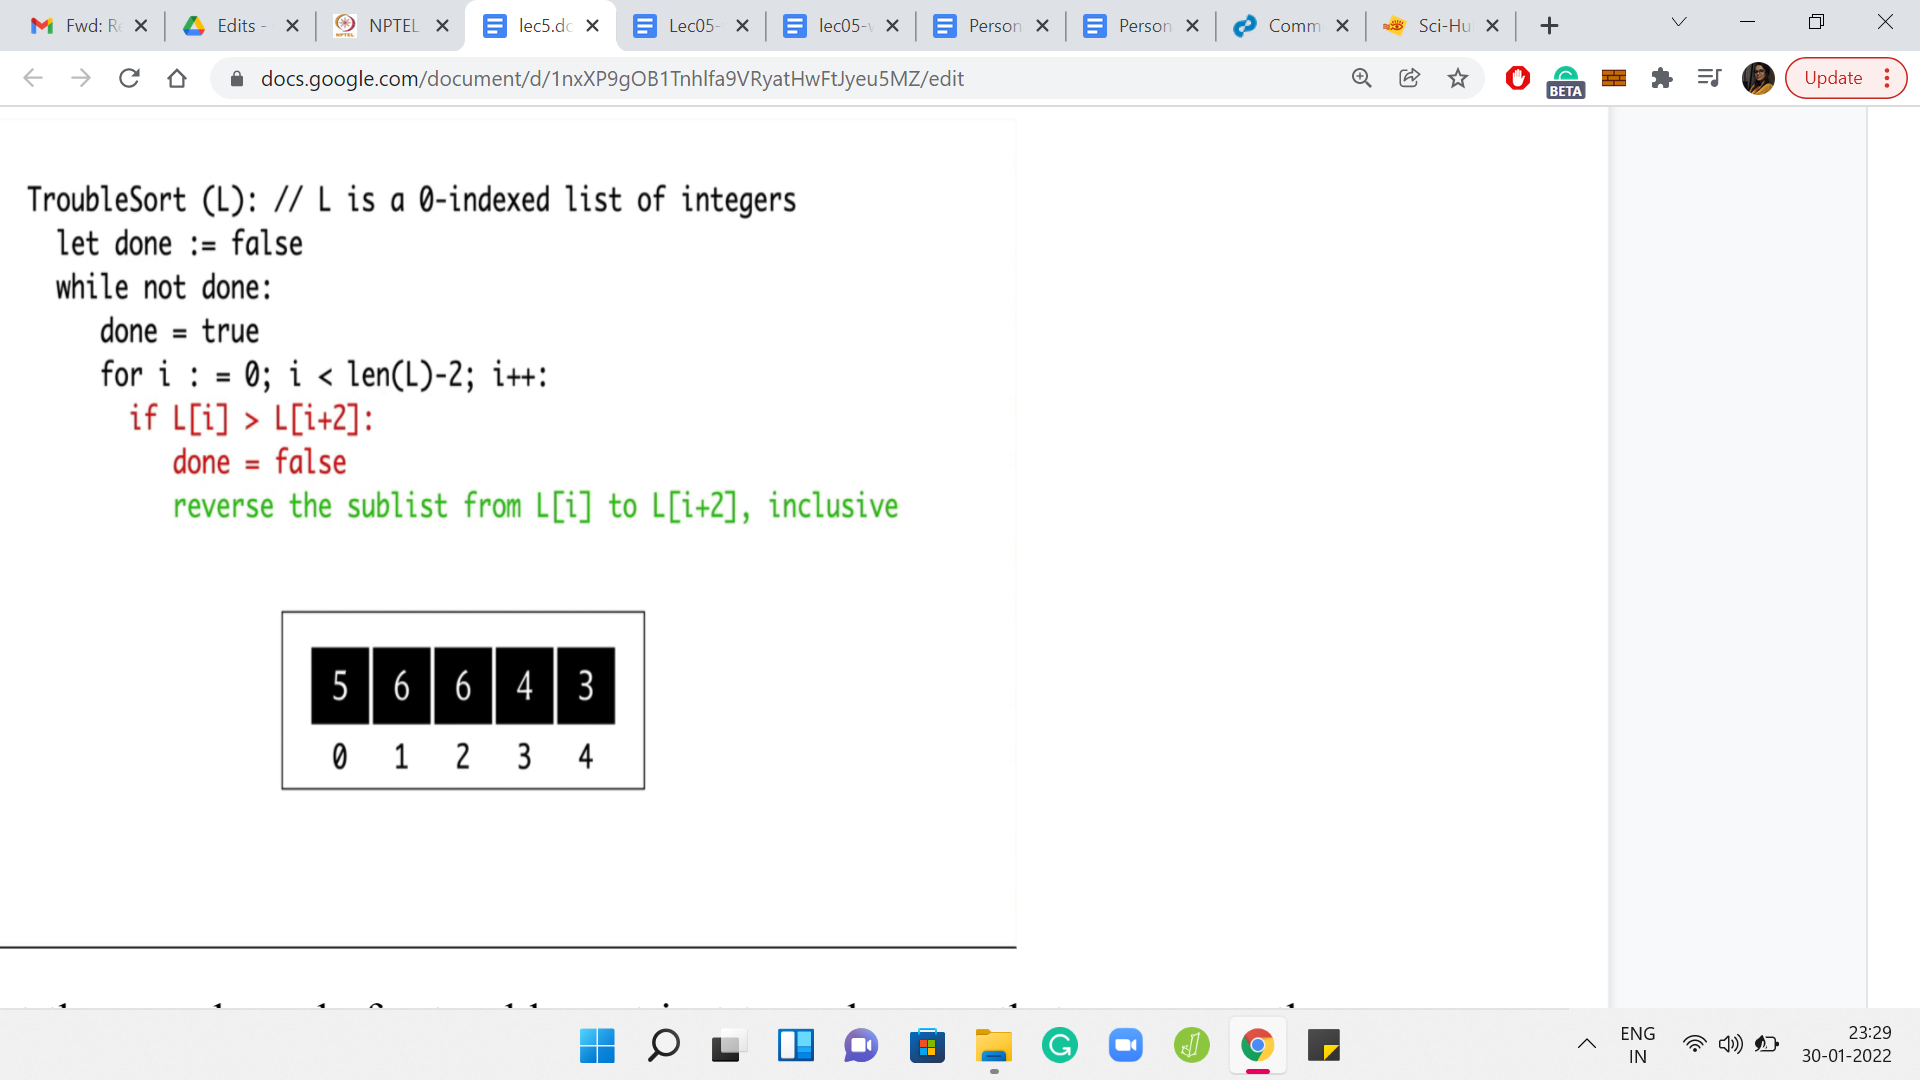 Fwd: Re
Edits -
NPTEL
lec5.dc
Lec05-
lec05-v
Person
Person
Comm
Sci-Hu
docs.google.com/document/d/1nxXP9gOB1Tnhlfa9VRyatHwFtJyeu5MZ/edit
BETA
Update
TroubleSort (L): // L is a 0-indexed list of integers
let done := false
while not done:
done = true
for i : = 0; i < len(L)-2; i++:
if L[i] > L[i+2]:
done = false
reverse the sublist from L[i] to L[i+2], inclusive
5 6 6 4 3
0 1 2 3 4
ENG
IN
23:29
30-01-2022